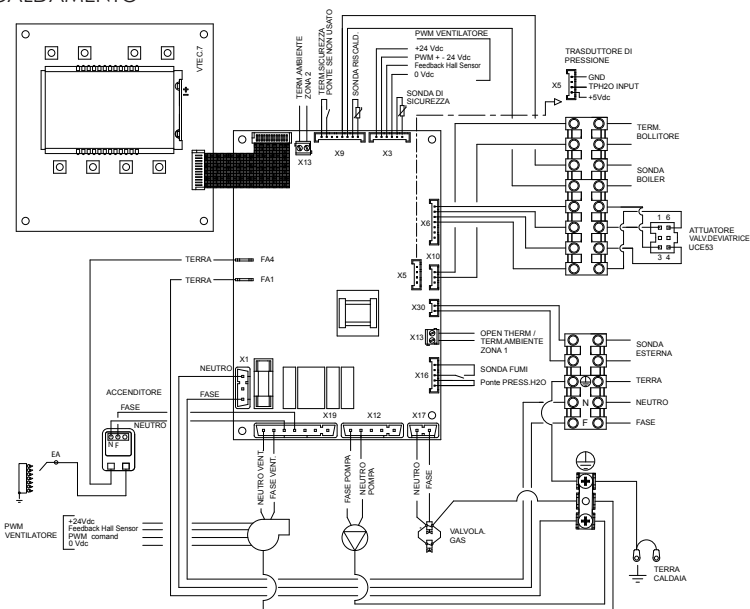 CALDAMENTO
VTEC.7
TERM.AMBIENTE
ZONA 2
TERM.SICUREZZA
PONTE SE NON USATO
SONDA RISCALD.
PWM VENTILATORE
+24 Vdc
PWM + - 24 Vdc
Feedback Hall Sensor
0 Vdc
SONDA DI
SICUREZZA
TRASDUTTORE DI
PRESSIONE
X5
GND
TPH2O INPUT
+5Vdc
X13
X9
X3
TERM.
BOLLITORE
SONDA
BOILER
X6
1 6
3 4
ATTUATORE
VALV.DEVIATRICE
UCE53
X10
X5
TERRA
FA4
TERRA
FA1
X30
X13
OPEN THERM /
TERM.AMBIENTE
ZONA 1
X16
SONDA FUMI
Ponte PRESS.H2O
SONDA
ESTERNA
TERRA
N
NEUTRO
F
FASE
NEUTRO
X1
FASE
ACCENDITORE
FASE
NEUTRO
N F
EA
X19
X12
X17
NEUTRO VENT.
FASE VENT.
FASE POMPA
NEUTRO
POMPA
NEUTRO
FASE
VALVOLA.
GAS
PWM
VENTILATORE
+24Vdc
Feedback Hall Sensor
PWM comand
0 Vdc
TERRA
CALDAIA